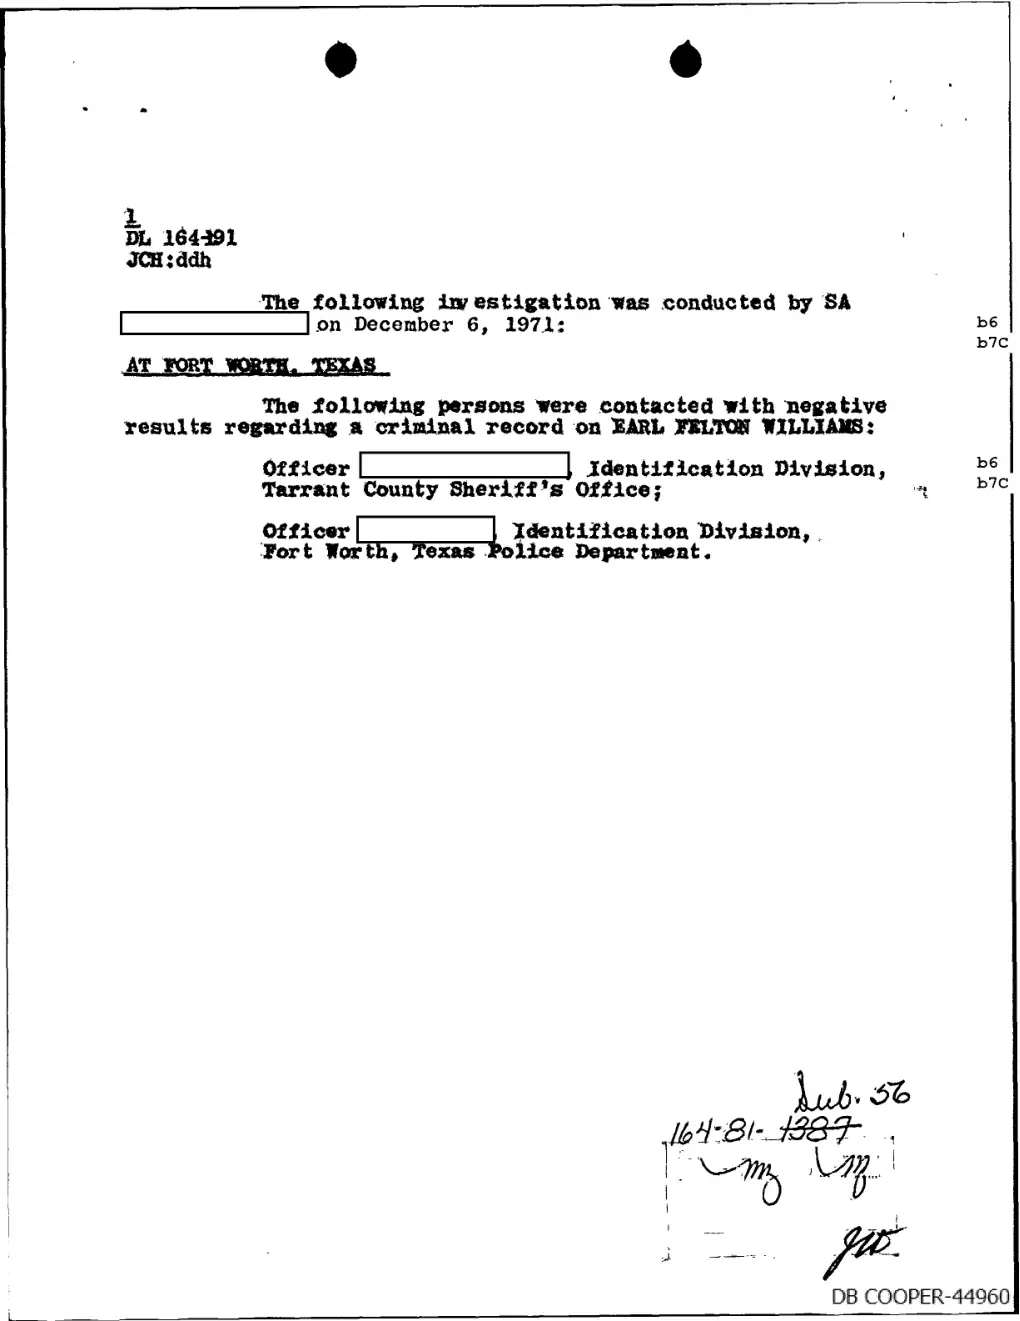 1
DL 164-191
JCH:ddh
The following investigation was conducted by SA
on December 6, 1971:
b6
b7C
AT FORT WORTH, TEXAS
The following persons were contacted with negative
results regarding a criminal record on EARL FELTON WILLIAMS:
Officer , Identification Division,
Tarrant County Sheriff's Office;
b6
b7C
Officer , Identification Division,
Fort Worth, Texas Police Department.
Sub. 56
164-81-1387
DB COOPER-44960